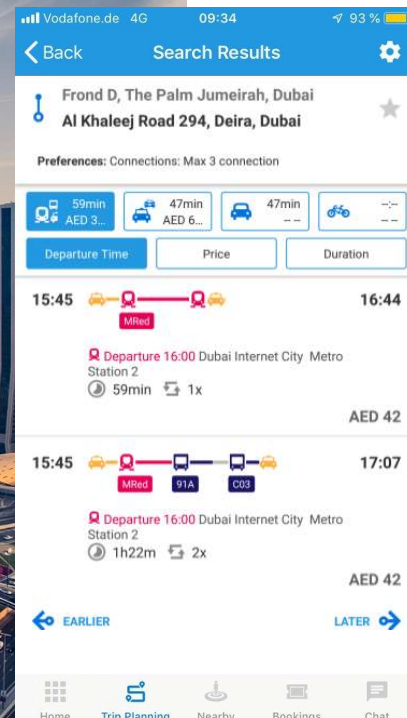 Vodafone.de 4G 09:34 93 %
Back Search Results
Frond D, The Palm Jumeirah, Dubai
Al Khaleej Road 294, Deira, Dubai
Preferences: Connections: Max 3 connection
59min 47min 47min --:--
AED 3... AED 6... -- --
Departure Time Price Duration
15:45 16:44
MRed
Departure 16:00 Dubai Internet City Metro
Station 2
59min 1x
AED 42
15:45 17:07
MRed 91A C03
Departure 16:00 Dubai Internet City Metro
Station 2
1h22m 2x
AED 42
EARLIER LATER
Home Trip Planning Nearby Bookings Chat